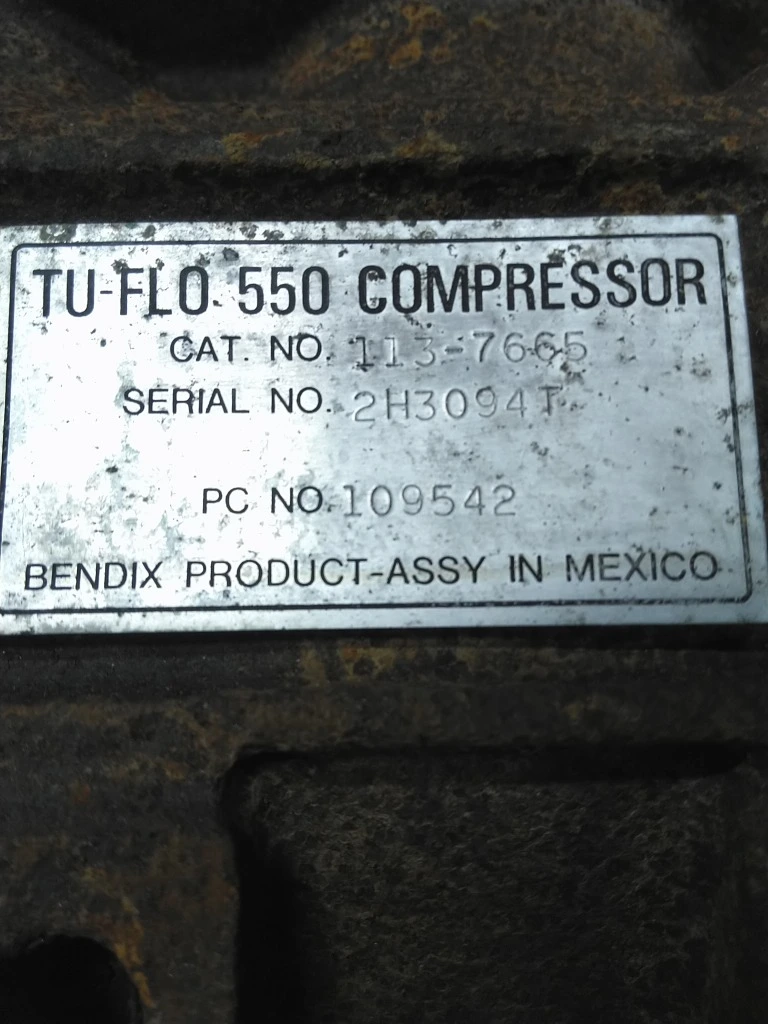 TU-FLO 550 COMPRESSOR
CAT. NO. 113-7665
SERIAL NO. 2H3094T
PC NO. 109542
BENDIX PRODUCT-ASSY IN MEXICO